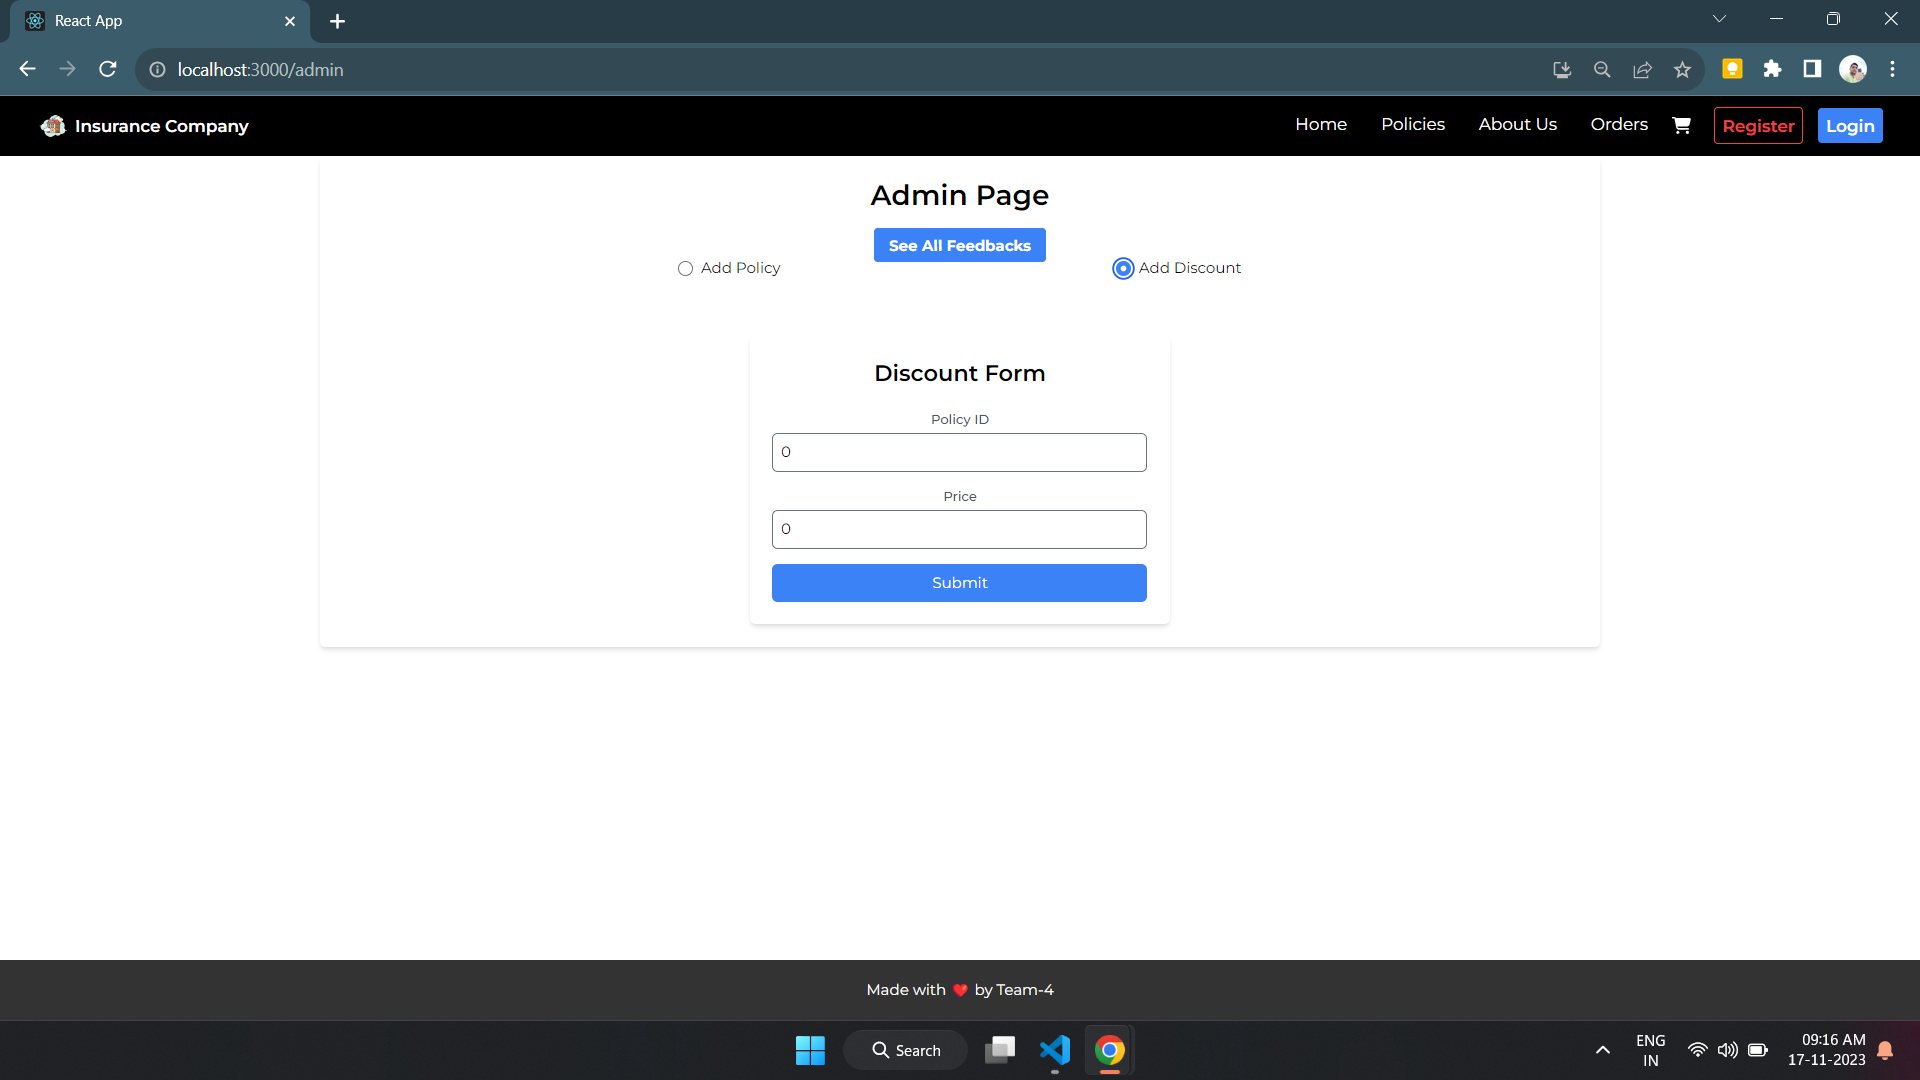 React App
localhost:3000/admin
Insurance Company
Home
Policies
About Us
Orders
Register
Login
Admin Page
See All Feedbacks
Add Policy
Add Discount
Discount Form
Policy ID
0
Price
0
Submit
Made with ❤️ by Team-4
Search
ENG
IN
09:16 AM
17-11-2023